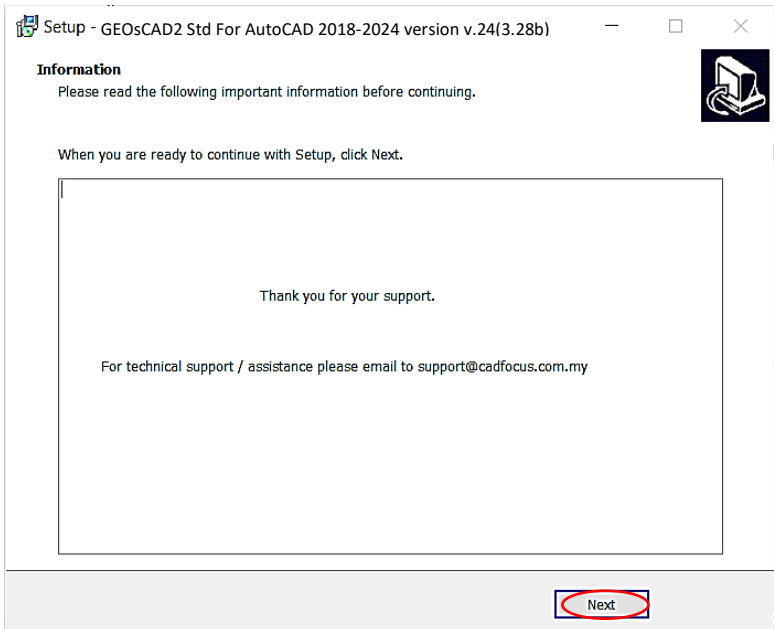 Setup - GEOsCAD2 Std For AutoCAD 2018-2024 version v.24(3.28b)
Information
Please read the following important information before continuing.
When you are ready to continue with Setup, click Next.
Thank you for your support.
For technical support / assistance please email to support@cadfocus.com.my
Next